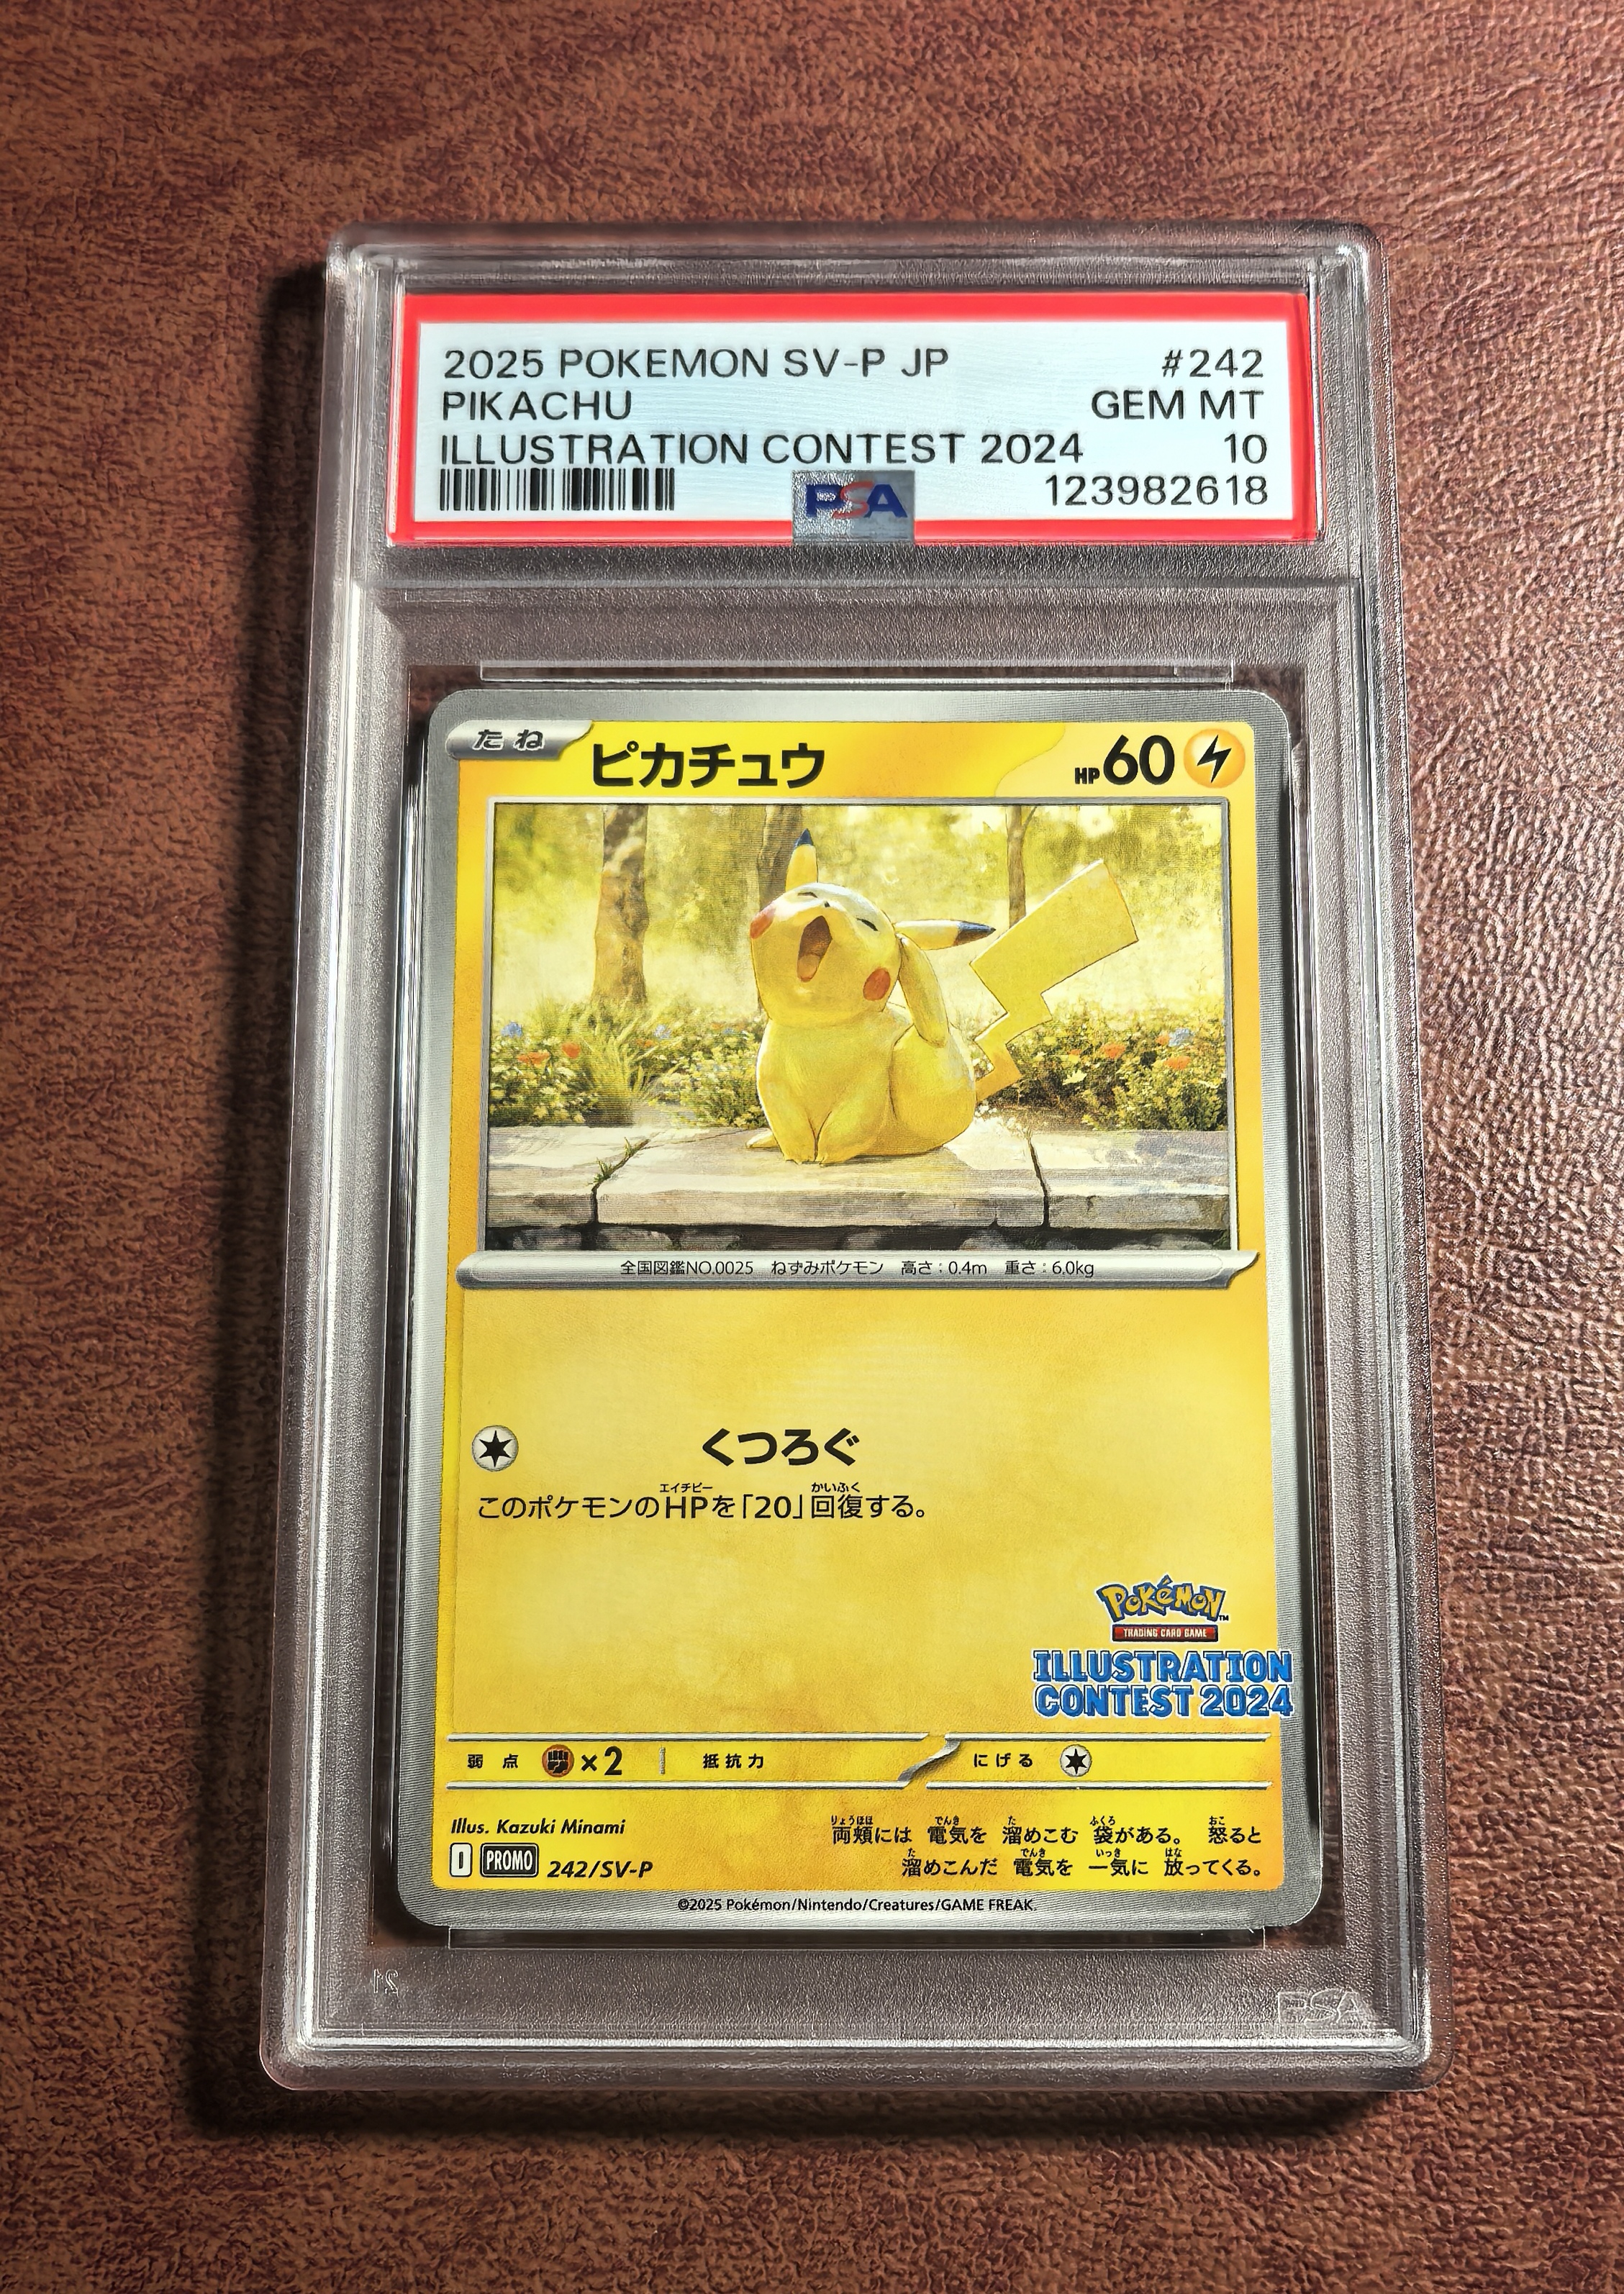 2025 POKEMON SV-P JP #242
PIKACHU GEM MT
ILLUSTRATION CONTEST 2024 10
PSA 123982618
たね ピカチュウ HP60
全国図鑑NO.0025 ねずみポケモン 高さ:0.4m 重さ:6.0kg
くつろぐ
エイチピー かいふく
このポケモンのHPを「20」回復する。
Pokémon™
TRADING CARD GAME
ILLUSTRATION
CONTEST 2024
弱点 ×2 抵抗力 にげる
Illus. Kazuki Minami
りょうほほ でんき た ふくろ おこ
両頬には 電気を 溜めこむ 袋がある。 怒ると
た でんき いっき はな
溜めこんだ 電気を 一気に 放ってくる。
I PROMO 242/SV-P
©2025 Pokémon/Nintendo/Creatures/GAME FREAK.
21
PSA